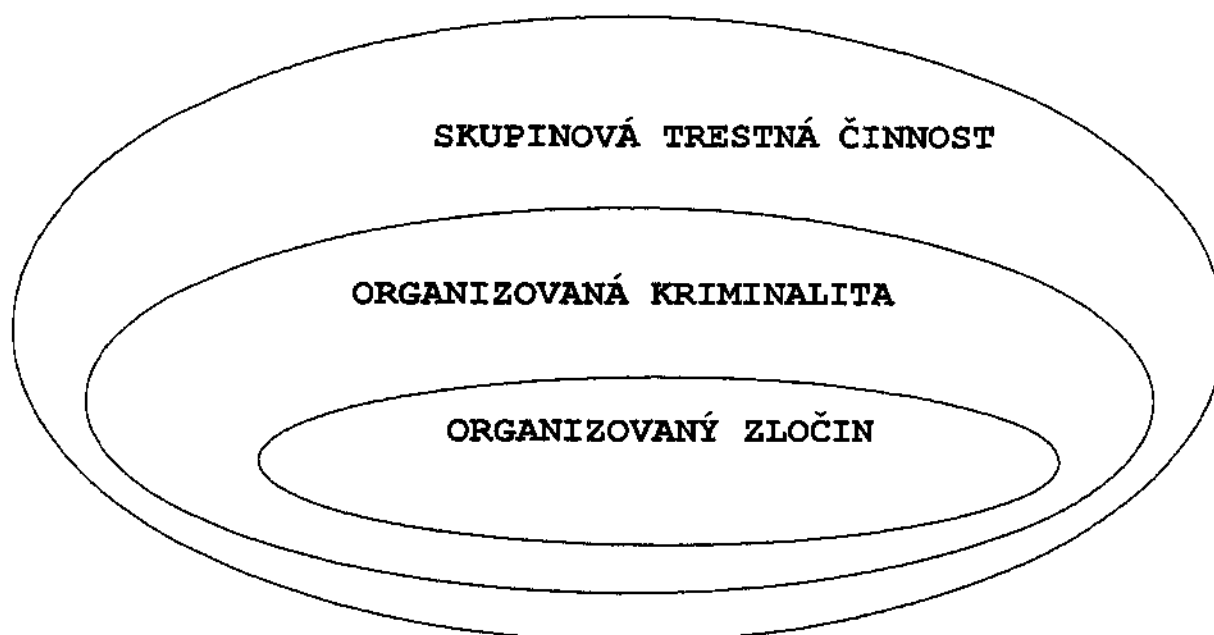 SKUPINOVÁ TRESTNÁ ČINNOST
ORGANIZOVANÁ KRIMINALITA
ORGANIZOVANÝ ZLOČIN